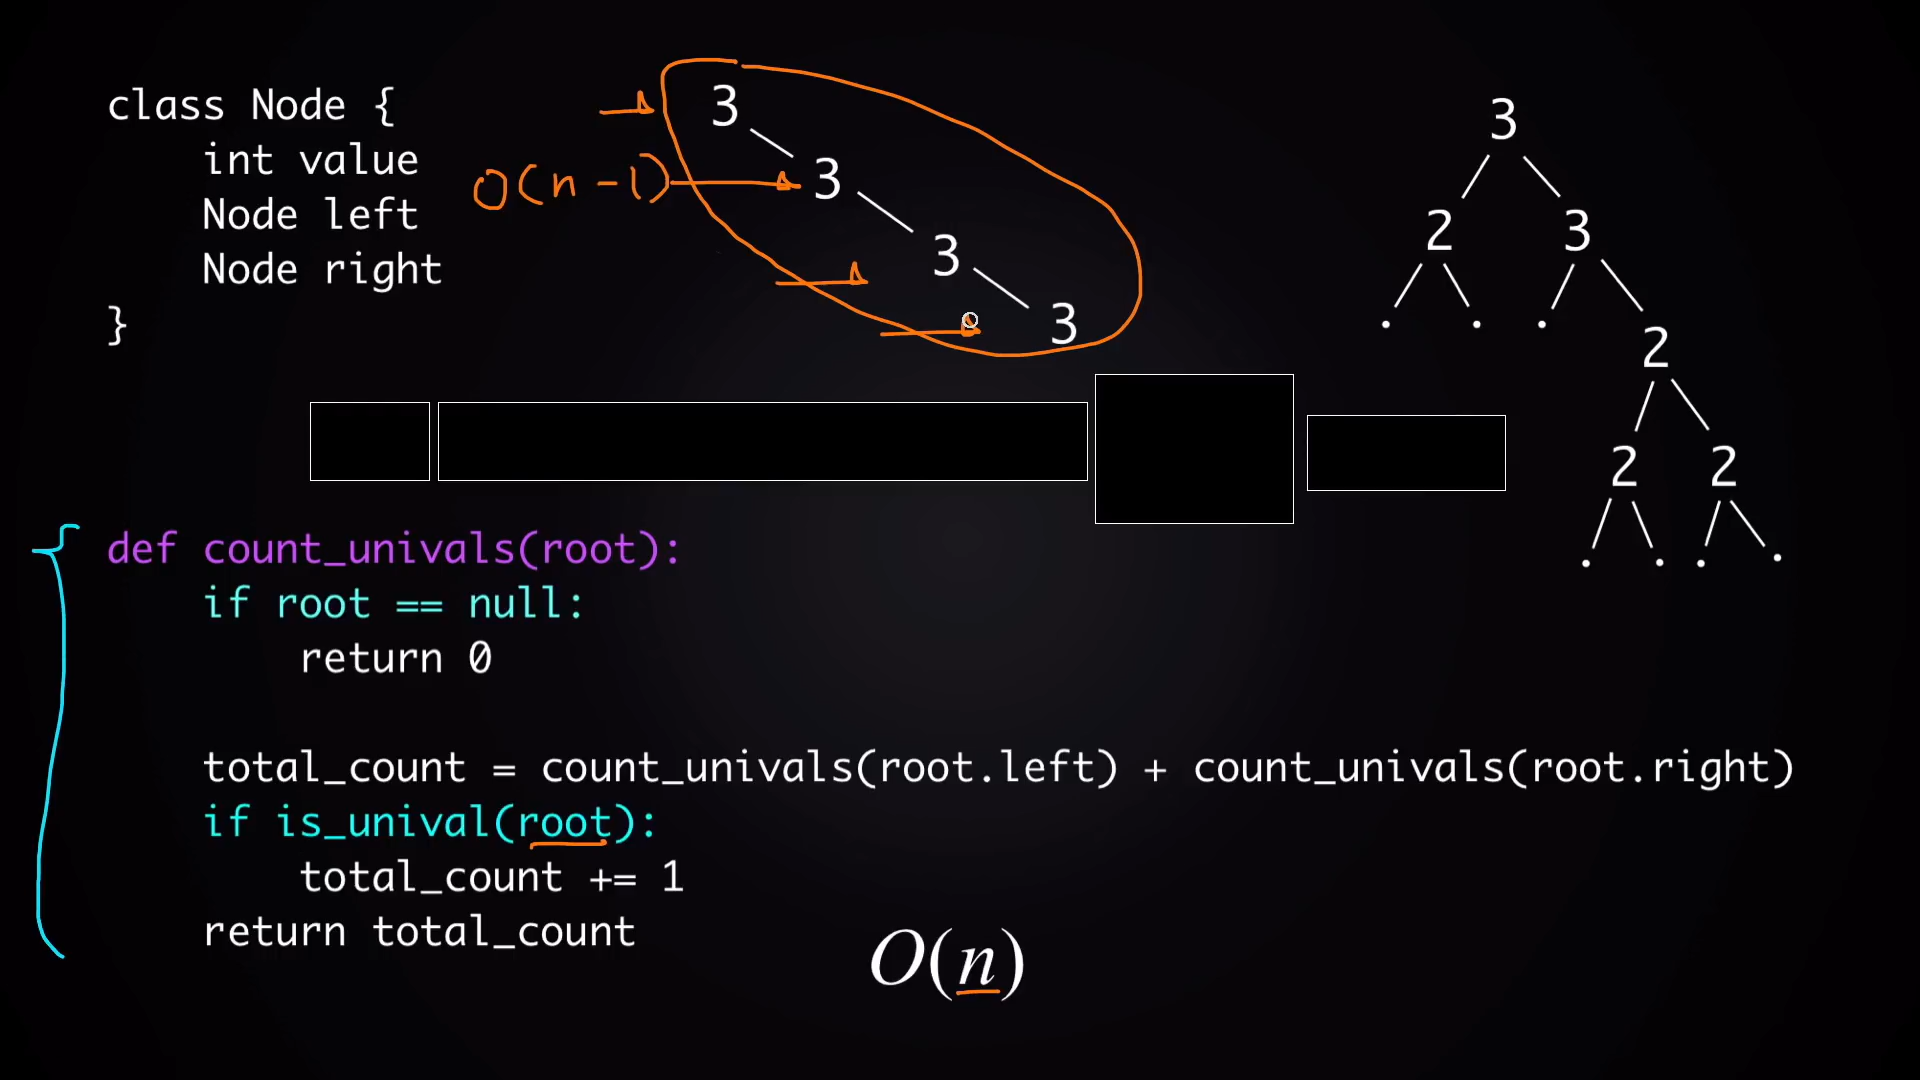 class Node {
int value
Node left
Node right
}
O(n-1)
3
3
3
3
3
2 3
2
2 2
def count_univals(root):
if root == null:
return 0
total_count = count_univals(root.left) + count_univals(root.right)
if is_unival(root):
total_count += 1
return total_count
O(n)